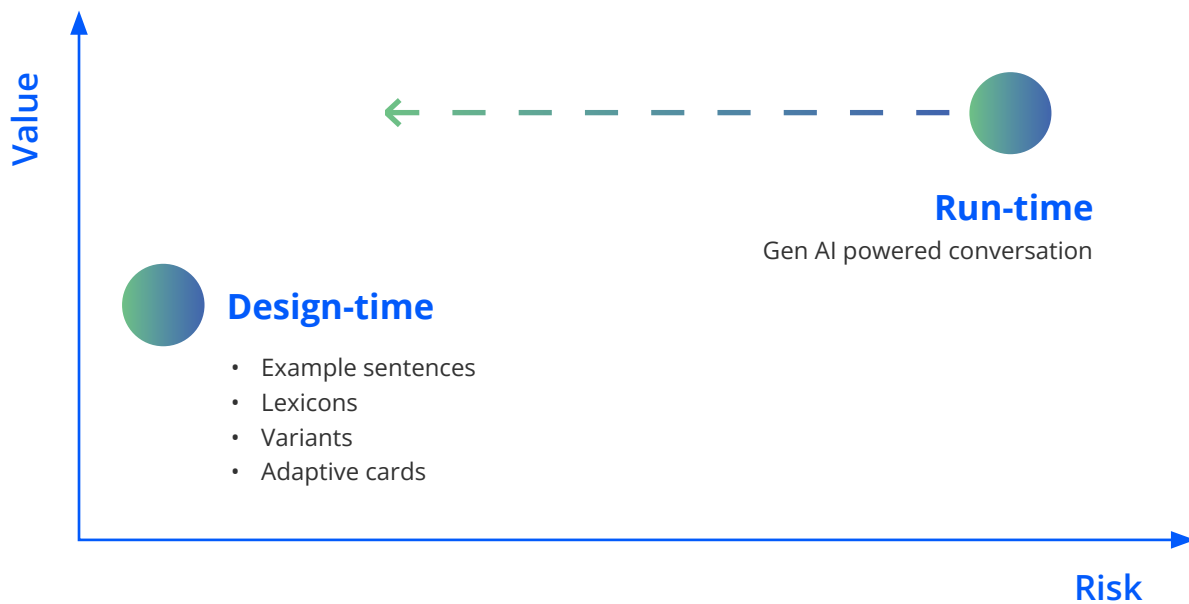 Value
Run-time
Gen AI powered conversation
Design-time
• Example sentences
• Lexicons
• Variants
• Adaptive cards
Risk